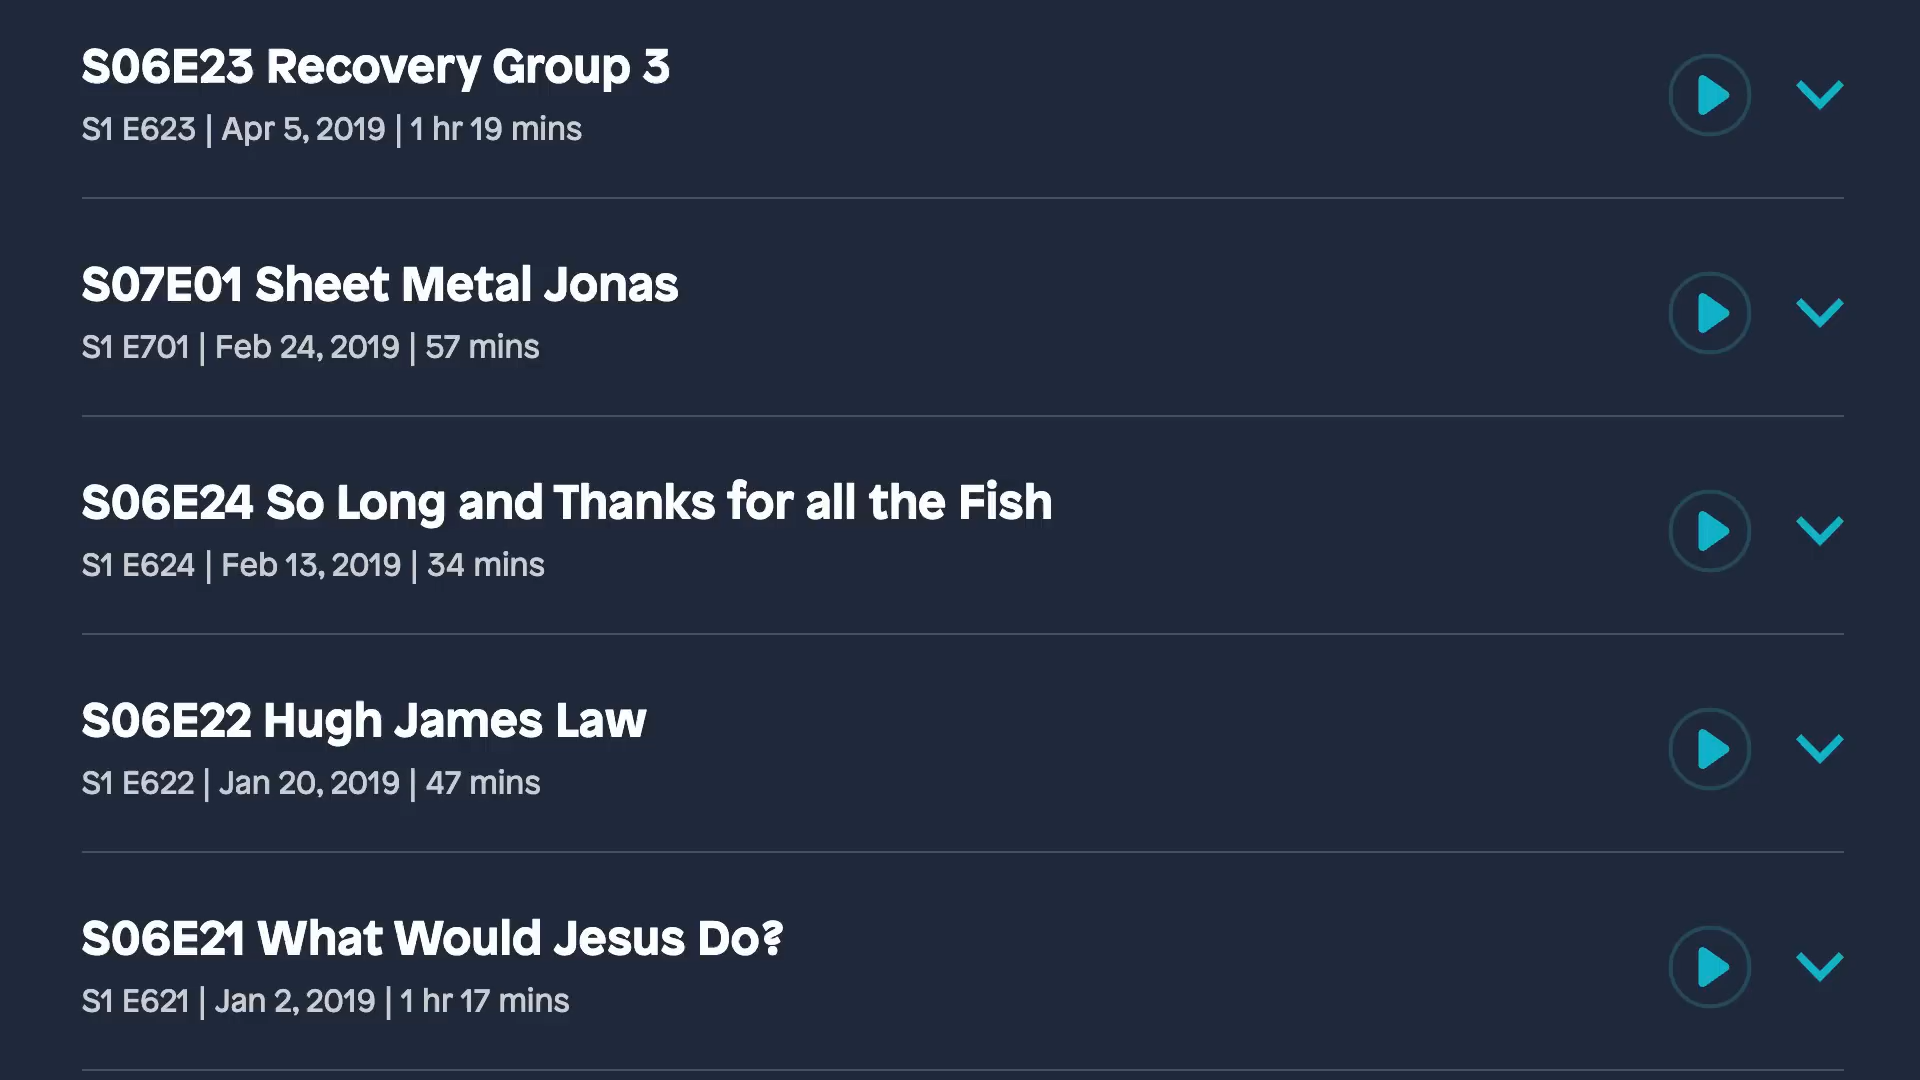 S06E23 Recovery Group 3
S1 E623 | Apr 5, 2019 | 1 hr 19 mins
S07E01 Sheet Metal Jonas
S1 E701 | Feb 24, 2019 | 57 mins
S06E24 So Long and Thanks for all the Fish
S1 E624 | Feb 13, 2019 | 34 mins
S06E22 Hugh James Law
S1 E622 | Jan 20, 2019 | 47 mins
S06E21 What Would Jesus Do?
S1 E621 | Jan 2, 2019 | 1 hr 17 mins